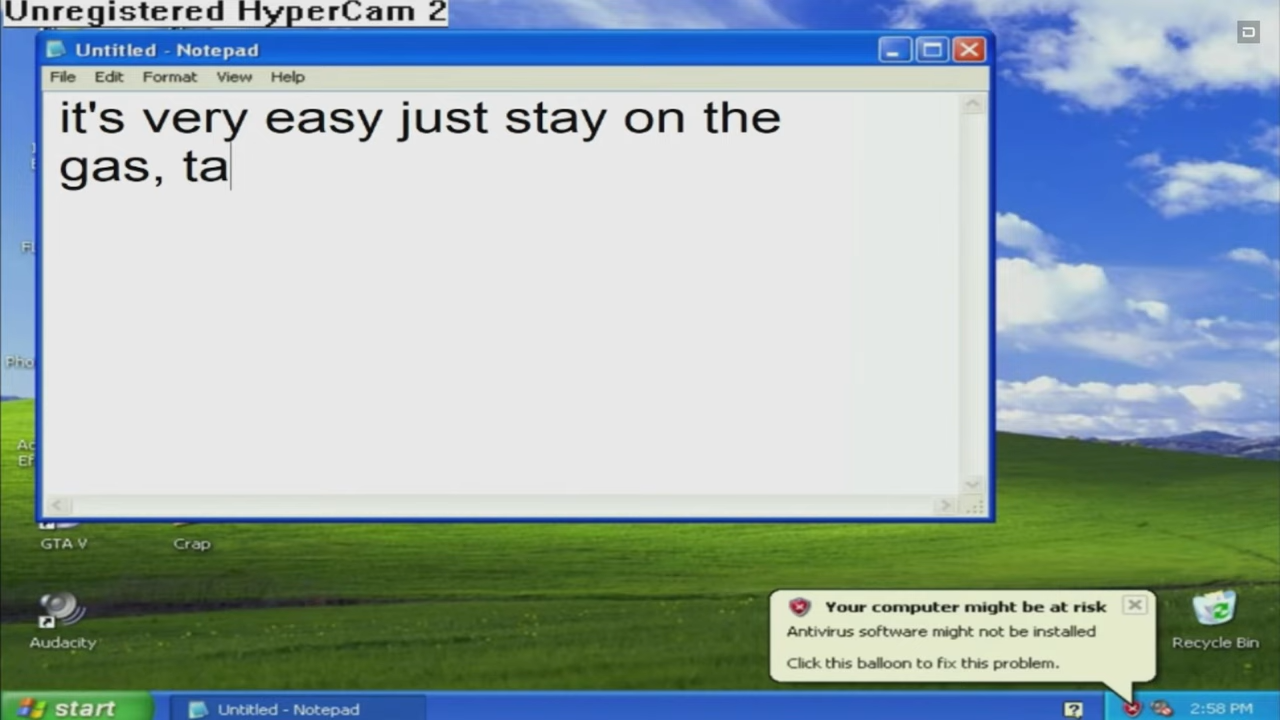 Unregistered HyperCam 2
Untitled - Notepad
File Edit Format View Help
it's very easy just stay on the
gas, ta
GTA V
Crap
Audacity
Your computer might be at risk
Antivirus software might not be installed
Click this balloon to fix this problem.
Recycle Bin
start
Untitled - Notepad
?
2:58 PM